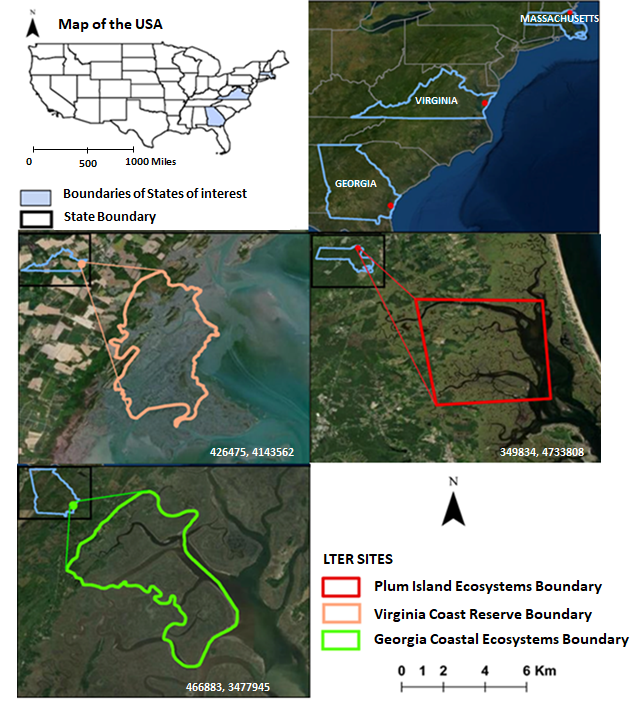 N
Map of the USA
0 500 1000 Miles
Boundaries of States of interest
State Boundary
MASSACHUSETTS
VIRGINIA
GEORGIA
426475, 4143562
349834, 4733808
466883, 3477945
N
LTER SITES
Plum Island Ecosystems Boundary
Virginia Coast Reserve Boundary
Georgia Coastal Ecosystems Boundary
0 1 2 4 6 Km